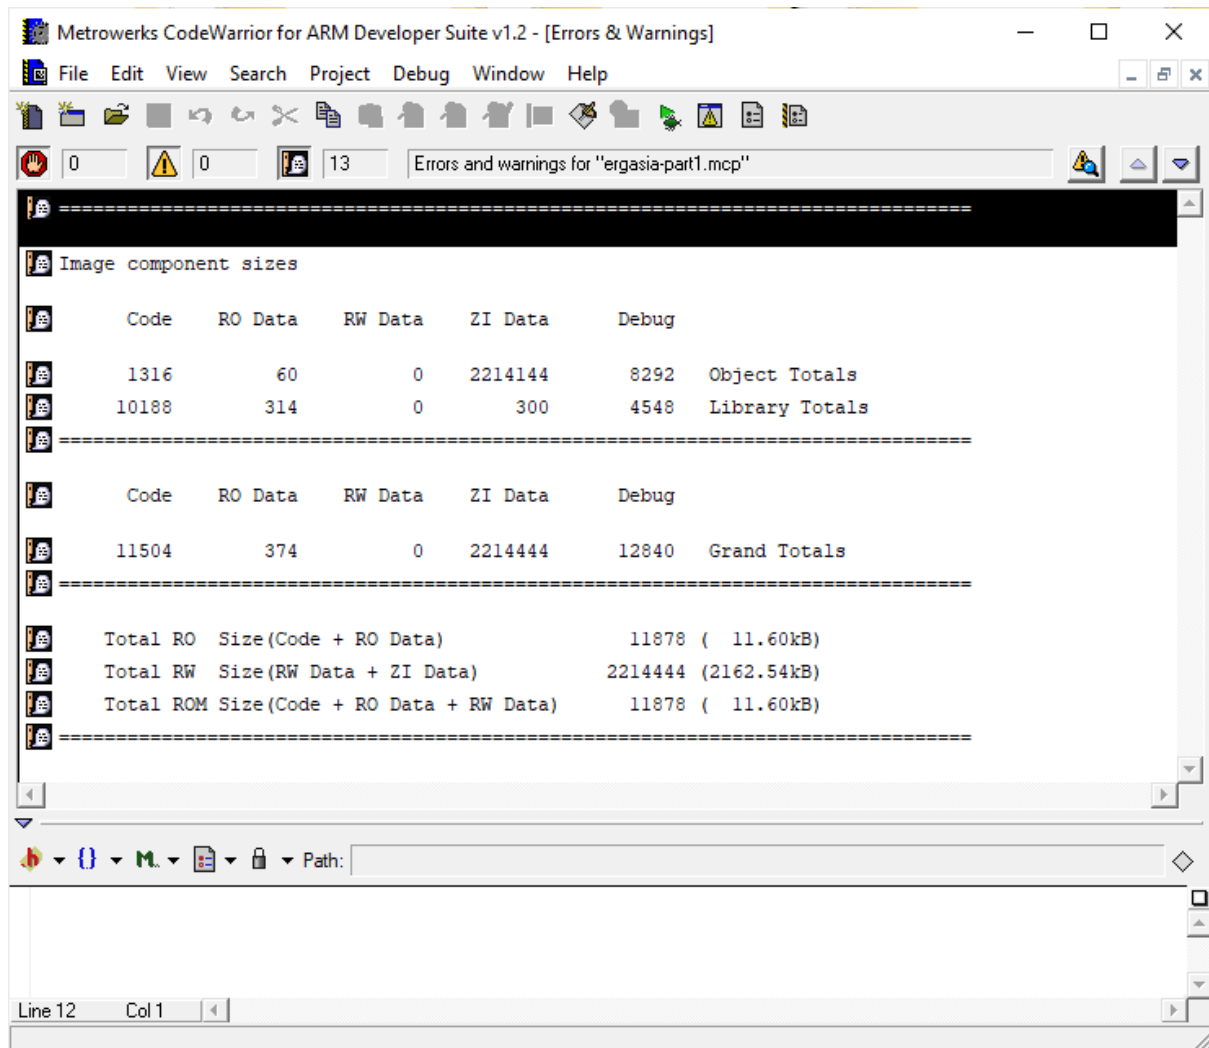 Metrowerks CodeWarrior for ARM Developer Suite v1.2 - [Errors & Warnings]
File Edit View Search Project Debug Window Help
0 0 13 Errors and warnings for "ergasia-part1.mcp"
==============================================================================
Image component sizes
Code RO Data RW Data ZI Data Debug
1316 60 0 2214144 8292 Object Totals
10188 314 0 300 4548 Library Totals
==============================================================================
Code RO Data RW Data ZI Data Debug
11504 374 0 2214444 12840 Grand Totals
==============================================================================
Total RO Size(Code + RO Data) 11878 ( 11.60kB)
Total RW Size(RW Data + ZI Data) 2214444 (2162.54kB)
Total ROM Size(Code + RO Data + RW Data) 11878 ( 11.60kB)
==============================================================================
h {} M. Path:
Line 12 Col 1